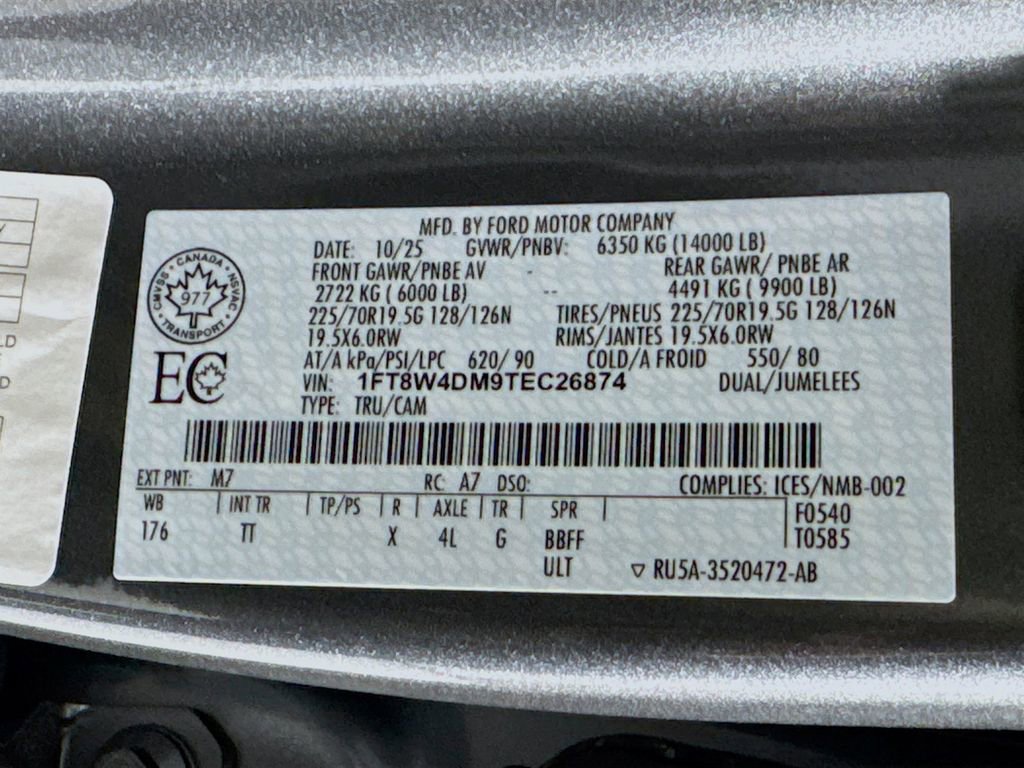 MFD. BY FORD MOTOR COMPANY
DATE: 10/25 GVWR/PNBV: 6350 KG (14000 LB)
FRONT GAWR/PNBE AV - REAR GAWR/ PNBE AR
2722 KG ( 6000 LB) -- 4491 KG ( 9900 LB)
225/70R19.5G 128/126N TIRES/PNEUS 225/70R19.5G 128/126N
19.5X6.0RW RIMS/JANTES 19.5X6.0RW
AT/A kPa/PSI/LPC 620/ 90 COLD/A FROID 550/ 80
VIN: 1FT8W4DM9TEC26874 DUAL/JUMELEES
TYPE: TRU/CAM
CANADA
CMVSS 977 NSVAC
TRANSPORT
EC
EXT PNT: M7 RC: A7 DSO: COMPLIES: ICES/NMB-002
WB INT TR TP/PS R AXLE TR SPR F0540
176 TT X 4L G BBFF T0585
ULT ▽ RU5A-3520472-AB
Y
LD
E
D